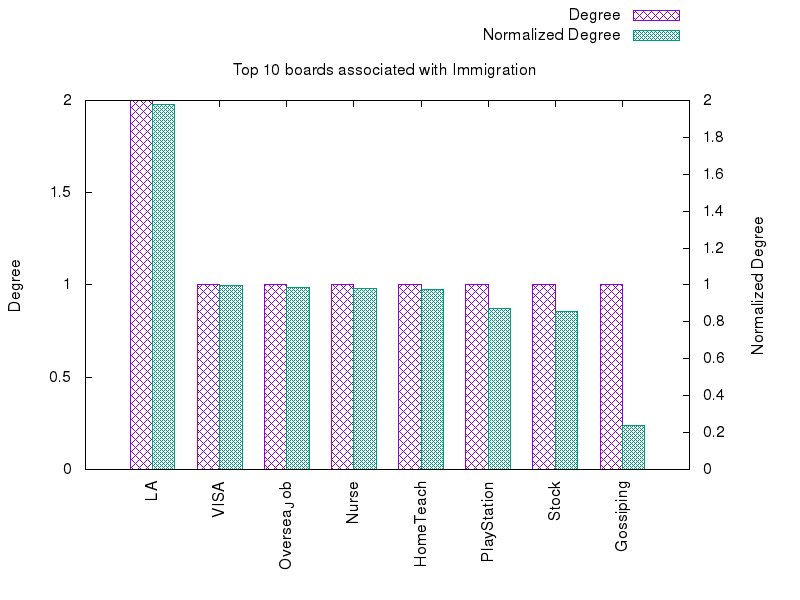 Degree
Normalized Degree
Top 10 boards associated with Immigration
2
1.5
1
0.5
0
2
1.8
1.6
1.4
1.2
1
0.8
0.6
0.4
0.2
0
Degree
Normalized Degree
LA
VISA
OverseaJob
Nurse
HomeTeach
PlayStation
Stock
Gossiping